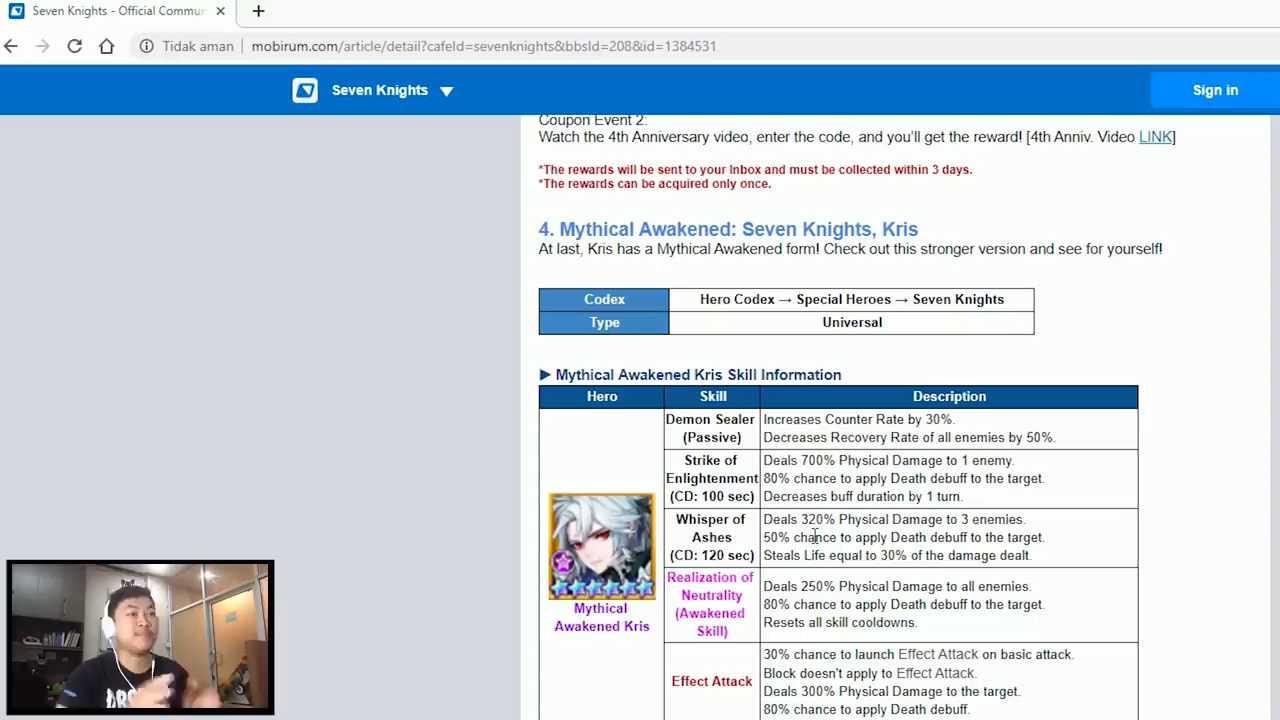 Seven Knights - Official Commun
Tidak aman
mobirum.com/article/detail?cafeId=sevenknights&bbsId=208&id=1384531
Seven Knights
Sign in
Coupon Event 2:
Watch the 4th Anniversary video, enter the code, and you'll get the reward! [4th Anniv. Video LINK]
*The rewards will be sent to your Inbox and must be collected within 3 days.
*The rewards can be acquired only once.
4. Mythical Awakened: Seven Knights, Kris
At last, Kris has a Mythical Awakened form! Check out this stronger version and see for yourself!
Codex
Hero Codex → Special Heroes → Seven Knights
Type
Universal
► Mythical Awakened Kris Skill Information
Hero
Skill
Description
Mythical
Awakened Kris
Demon Sealer
(Passive)
Increases Counter Rate by 30%.
Decreases Recovery Rate of all enemies by 50%.
Strike of
Enlightenment
(CD: 100 sec)
Deals 700% Physical Damage to 1 enemy.
80% chance to apply Death debuff to the target.
Decreases buff duration by 1 turn.
Whisper of
Ashes
(CD: 120 sec)
Deals 320% Physical Damage to 3 enemies.
50% chance to apply Death debuff to the target.
Steals Life equal to 30% of the damage dealt.
Realization of
Neutrality
(Awakened
Skill)
Deals 250% Physical Damage to all enemies.
80% chance to apply Death debuff to the target.
Resets all skill cooldowns.
Effect Attack
30% chance to launch Effect Attack on basic attack.
Block doesn't apply to Effect Attack.
Deals 300% Physical Damage to the target.
80% chance to apply Death debuff.